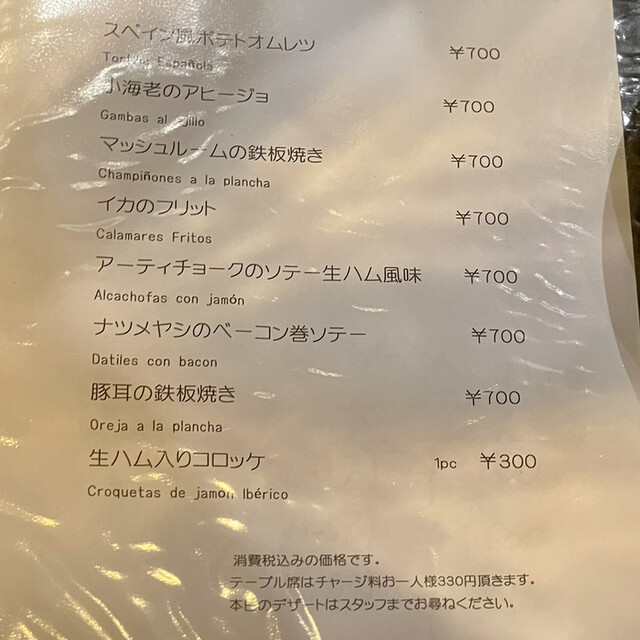 スペイン風ポテトオムレツ ¥700
Española
小海老のアヒージョ ¥700
Gambas al
マッシュルームの鉄板焼き ¥700
Champiñones a la plancha
イカのフリット ¥700
Calamares Fritos
アーティチョークのソテー生ハム風味 ¥700
Alcachofas con jamón
ナツメヤシのベーコン巻ソテー ¥700
Datiles con bacon
豚耳の鉄板焼き ¥700
Oreja a la plancha
生ハム入りコロッケ 1pc ¥300
Croquetas de jamón Ibérico
消費税込みの価格です。
テーブル席はチャージ料お一人様330円頂きます。
本日のデザートはスタッフまでお尋ねください。